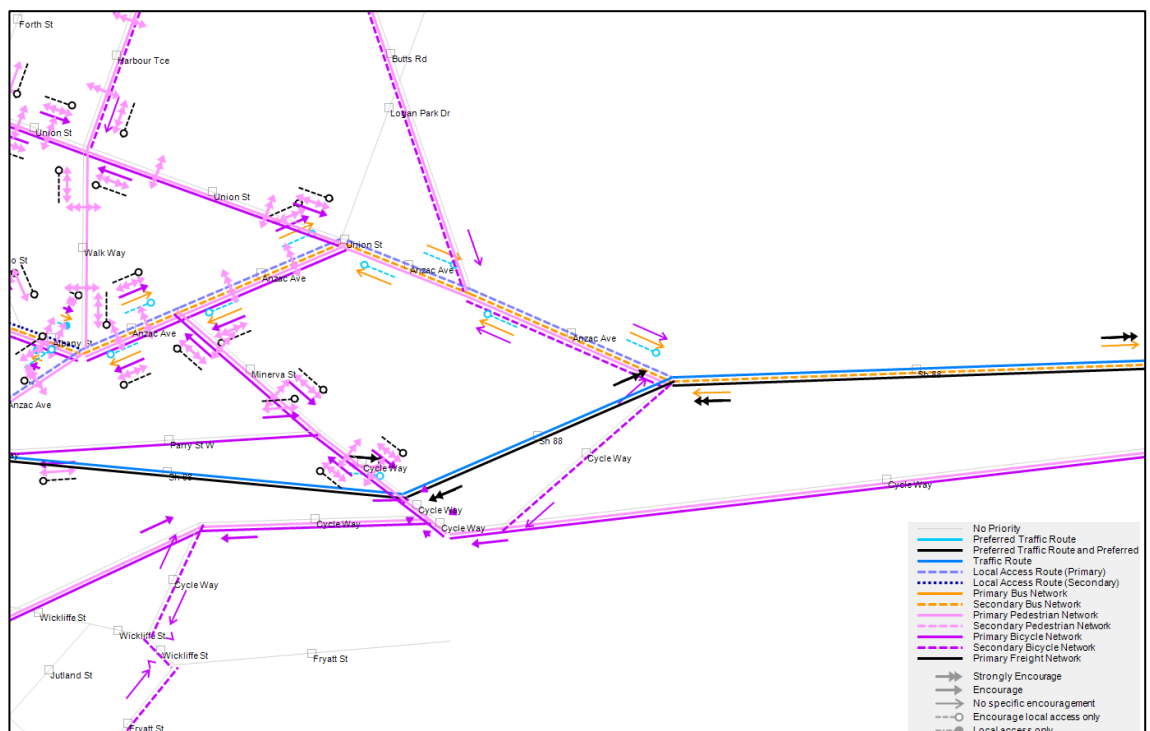 Forth St
Harbour Tce
Butts Rd
Logan Park Dr
Union St
Union St
Union St
Walk Way
o St
Anzac Ave
Anzac Ave
Anzac Ave
Anzac Ave
Albany St
Minerva St
Sh 88
Anzac Ave
Parry St W
Sh 88
ay
Cycle Way
Cycle Way
Sh 88
Cycle Way
Cycle Way
Cycle Way
Cycle Way
Cycle Way
Wickliffe St
Wickliffe St
Wickliffe St
Fryatt St
Jutland St
Fryatt St
No Priority
Preferred Traffic Route
Preferred Traffic Route and Preferred
Traffic Route
Local Access Route (Primary)
Local Access Route (Secondary)
Primary Bus Network
Secondary Bus Network
Primary Pedestrian Network
Secondary Pedestrian Network
Primary Bicycle Network
Secondary Bicycle Network
Primary Freight Network
Strongly Encourage
Encourage
No specific encouragement
Encourage local access only
Local access only